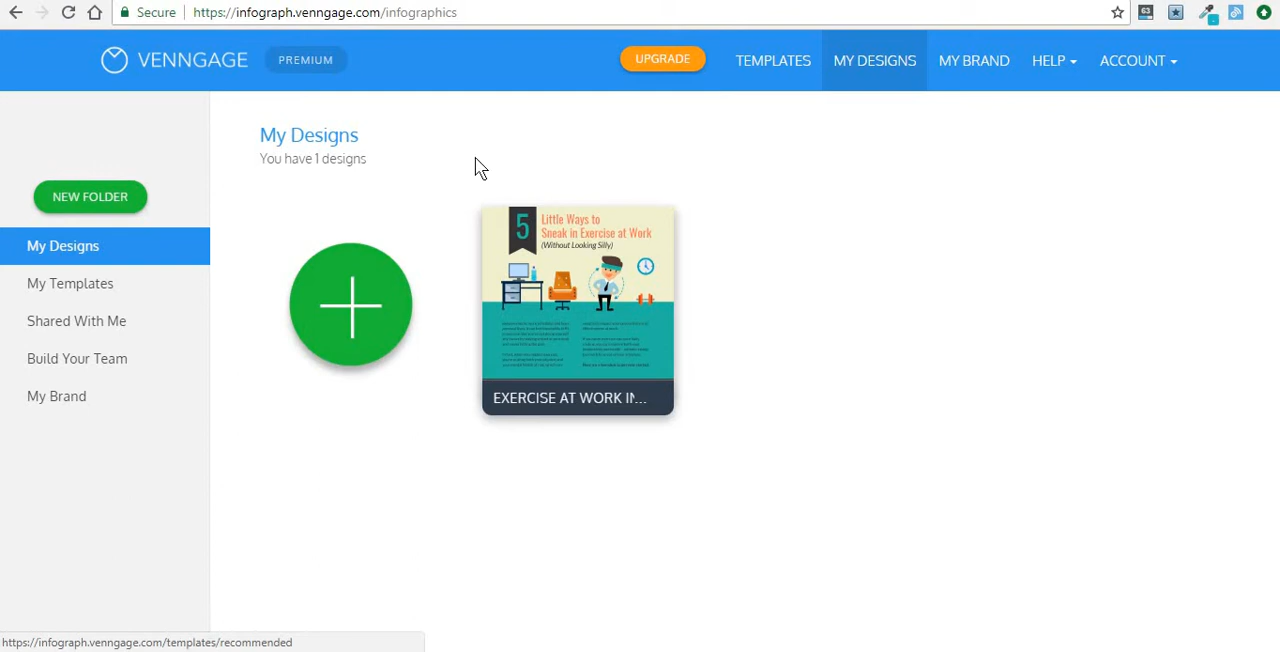 Secure https://infograph.venngage.com/infographics
63
VENNGAGE PREMIUM UPGRADE TEMPLATES MY DESIGNS MY BRAND HELP ACCOUNT
NEW FOLDER
My Designs
My Templates
Shared With Me
Build Your Team
My Brand
My Designs
You have 1 designs
5
Little Ways to
Sneak in Exercise at Work
(Without Looking Silly)
EXERCISE AT WORK IN...
https://infograph.venngage.com/templates/recommended